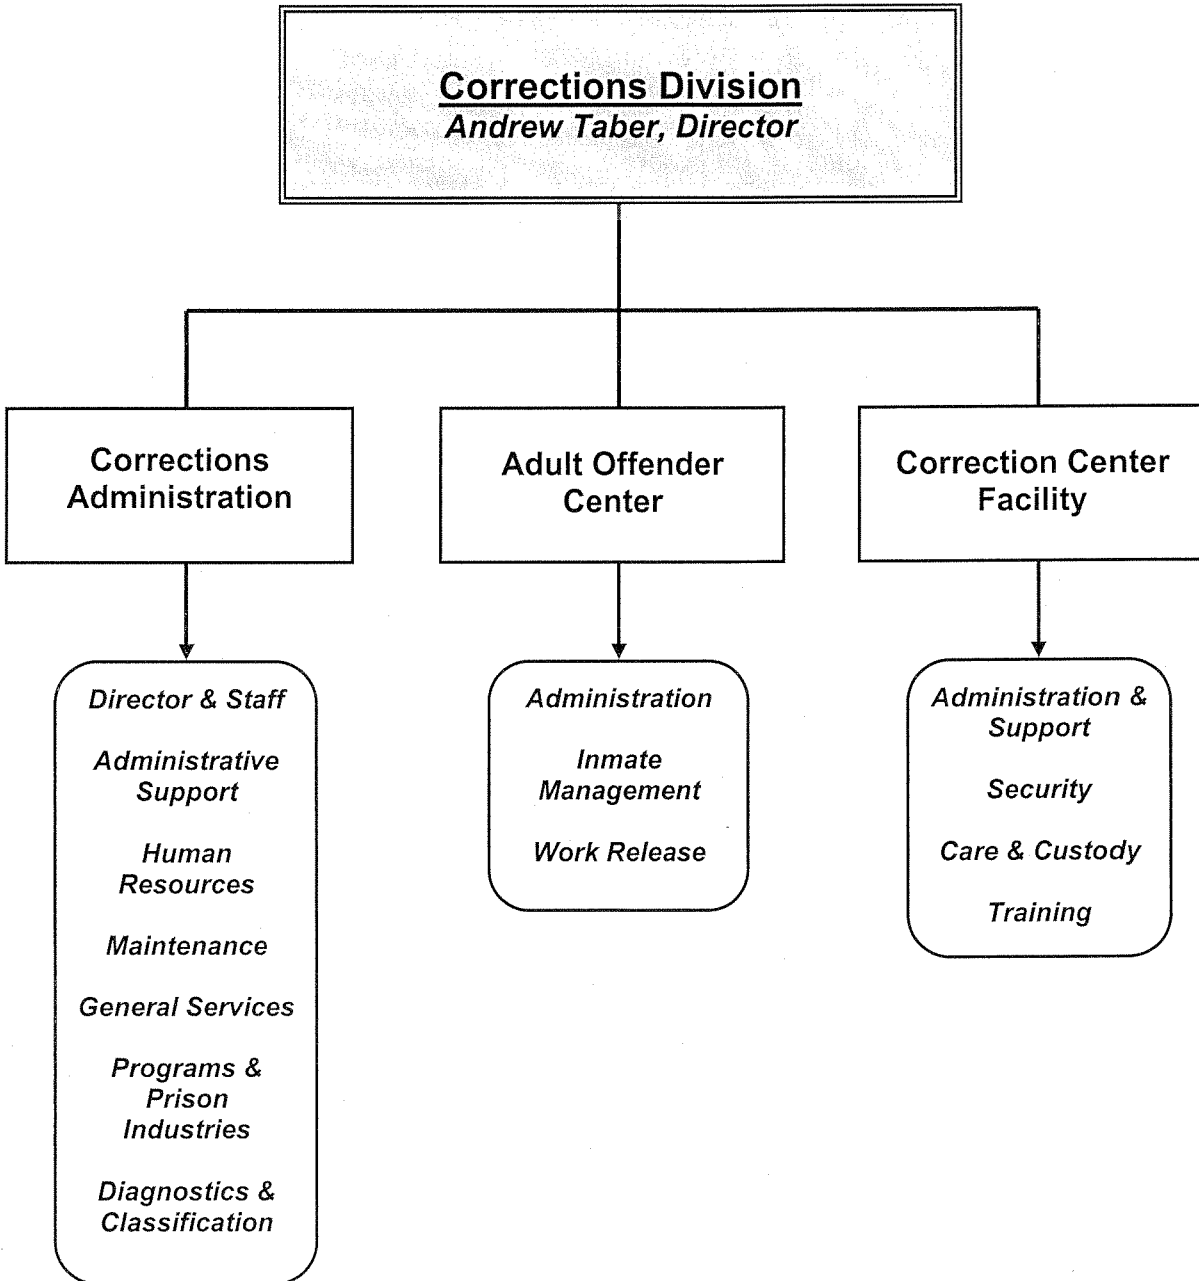 Corrections Division
Andrew Taber, Director
Corrections
Administration
Adult Offender
Center
Correction Center
Facility
Director & Staff
Administrative
Support
Human
Resources
Maintenance
General Services
Programs &
Prison
Industries
Diagnostics &
Classification
Administration
Inmate
Management
Work Release
Administration &
Support
Security
Care & Custody
Training